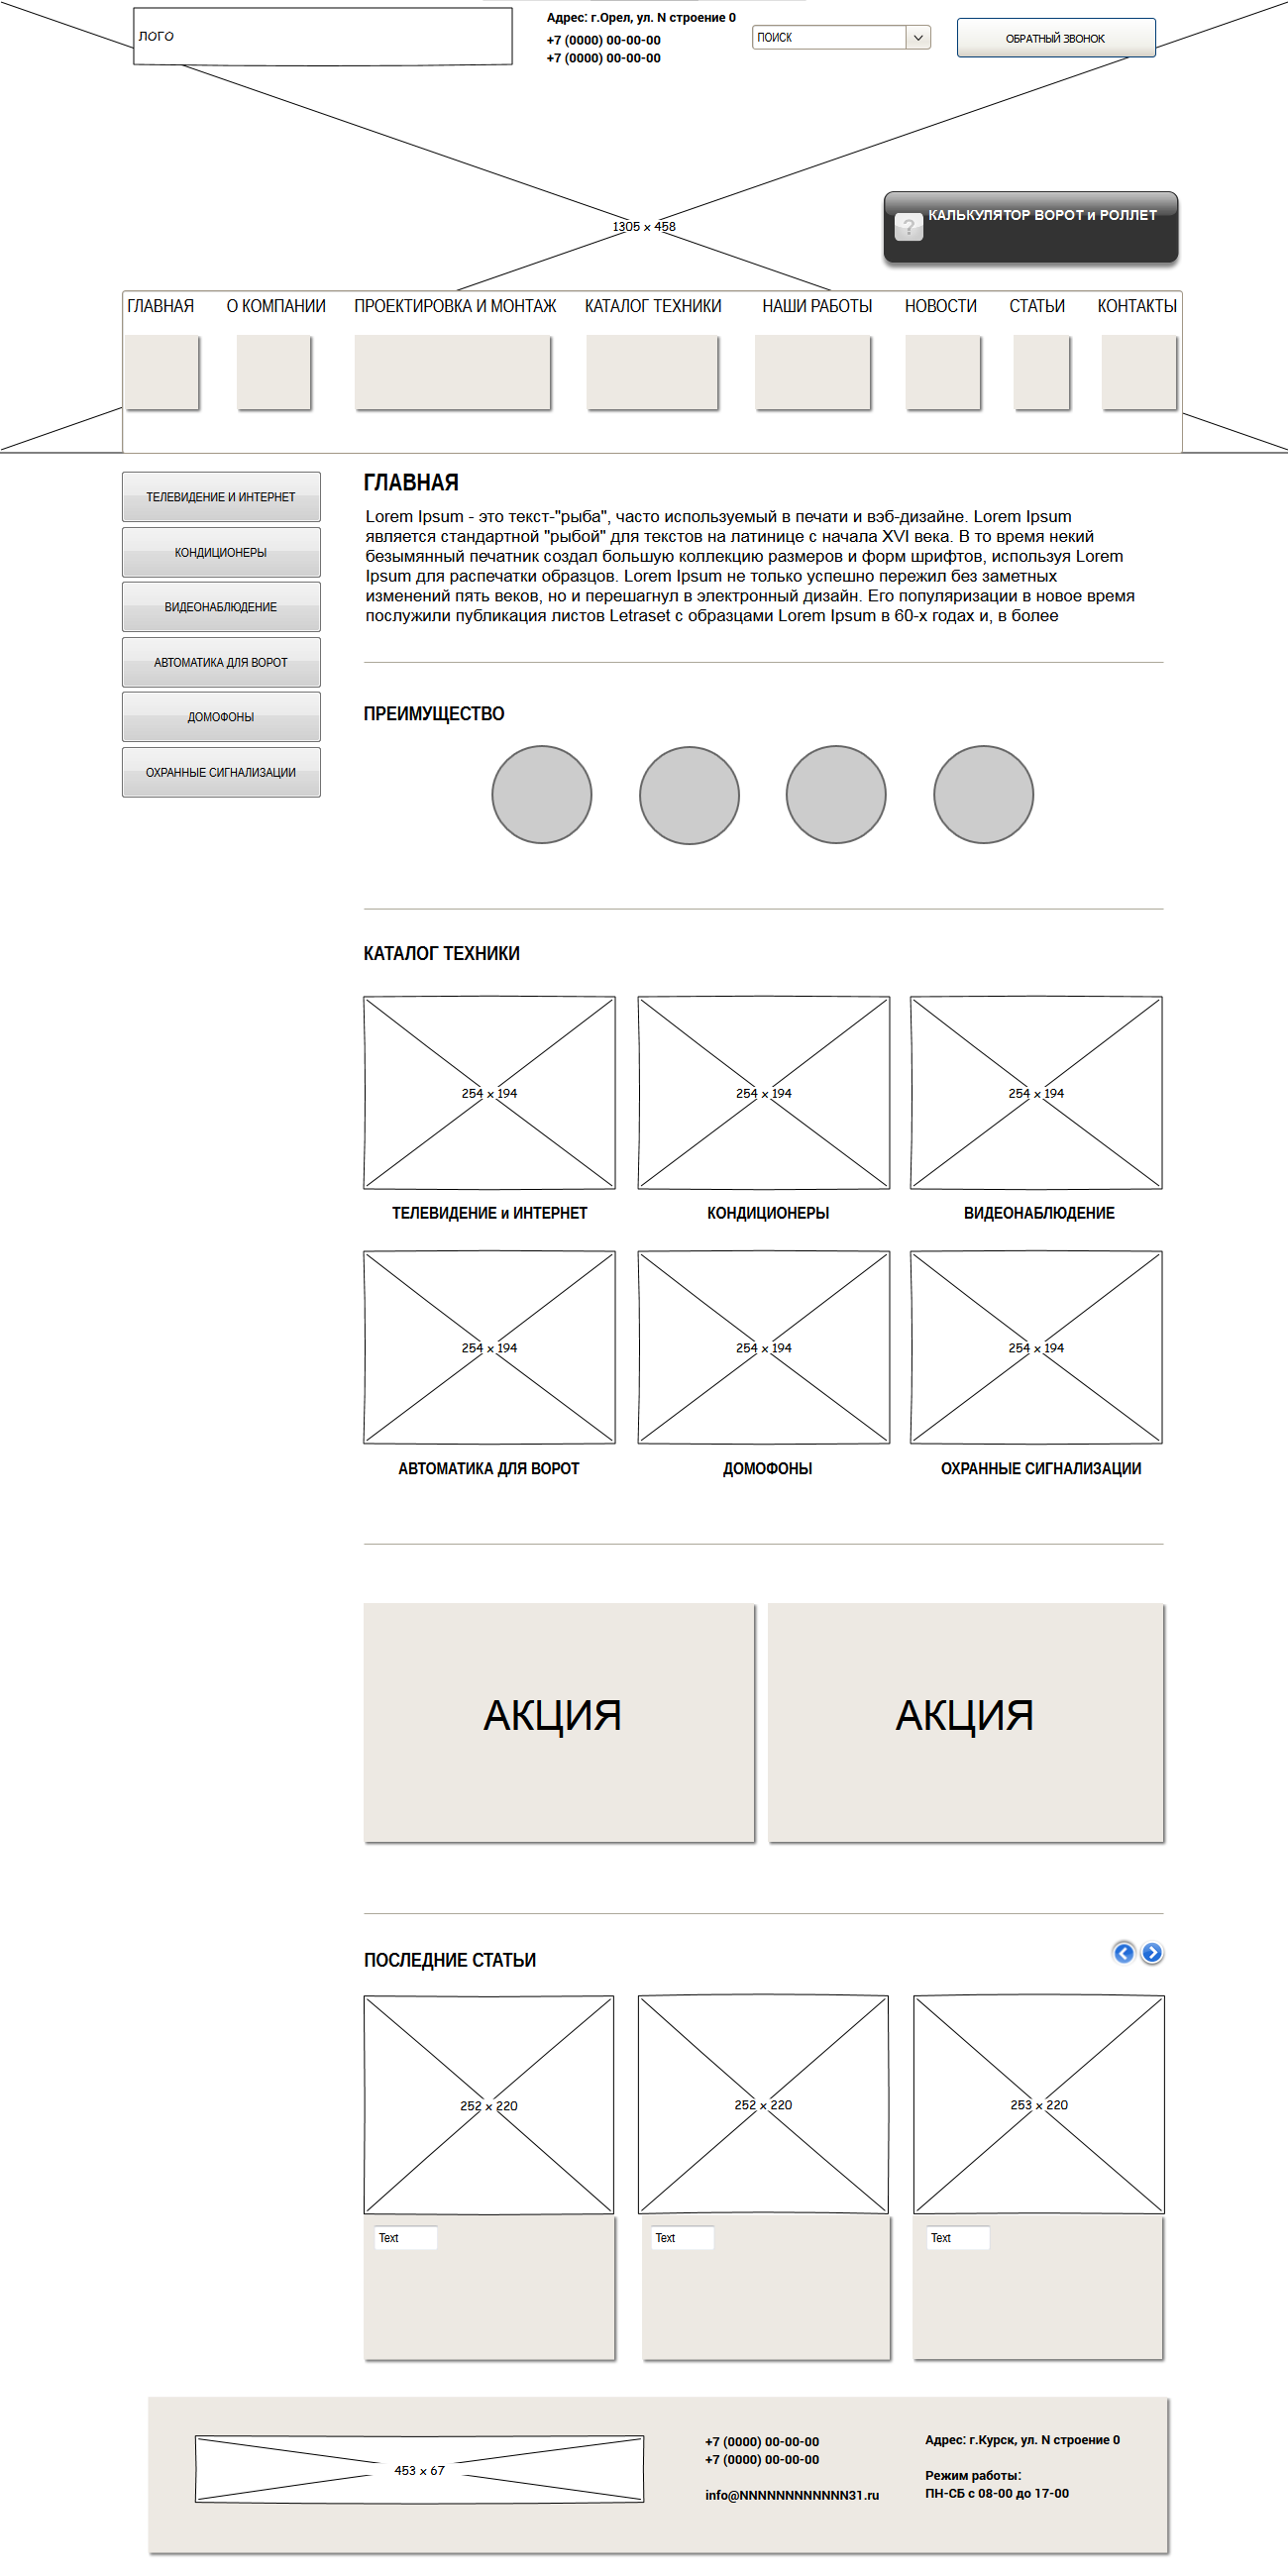 ЛОГО
Адрес: г.Орел, ул. N строение 0
+7 (0000) 00-00-00
+7 (0000) 00-00-00
ПОИСК
ОБРАТНЫЙ ЗВОНОК
1305 x 458
? КАЛЬКУЛЯТОР ВОРОТ и РОЛЛЕТ
ГЛАВНАЯ О КОМПАНИИ ПРОЕКТИРОВКА И МОНТАЖ КАТАЛОГ ТЕХНИКИ НАШИ РАБОТЫ НОВОСТИ СТАТЬИ КОНТАКТЫ
ТЕЛЕВИДЕНИЕ И ИНТЕРНЕТ
КОНДИЦИОНЕРЫ
ВИДЕОНАБЛЮДЕНИЕ
АВТОМАТИКА ДЛЯ ВОРОТ
ДОМОФОНЫ
ОХРАННЫЕ СИГНАЛИЗАЦИИ
ГЛАВНАЯ
Lorem Ipsum - это текст-"рыба", часто используемый в печати и вэб-дизайне. Lorem Ipsum
является стандартной "рыбой" для текстов на латинице с начала XVI века. В то время некий
безымянный печатник создал большую коллекцию размеров и форм шрифтов, используя Lorem
Ipsum для распечатки образцов. Lorem Ipsum не только успешно пережил без заметных
изменений пять веков, но и перешагнул в электронный дизайн. Его популяризации в новое время
послужили публикация листов Letraset с образцами Lorem Ipsum в 60-х годах и, в более
ПРЕИМУЩЕСТВО
КАТАЛОГ ТЕХНИКИ
254 x 194 254 x 194 254 x 194
ТЕЛЕВИДЕНИЕ и ИНТЕРНЕТ КОНДИЦИОНЕРЫ ВИДЕОНАБЛЮДЕНИЕ
254 x 194 254 x 194 254 x 194
АВТОМАТИКА ДЛЯ ВОРОТ ДОМОФОНЫ ОХРАННЫЕ СИГНАЛИЗАЦИИ
АКЦИЯ АКЦИЯ
ПОСЛЕДНИЕ СТАТЬИ
252 x 220 252 x 220 253 x 220
Text Text Text
453 x 67
+7 (0000) 00-00-00
+7 (0000) 00-00-00
info@NNNNNNNNNNNN31.ru
Адрес: г.Курск, ул. N строение 0
Режим работы:
ПН-СБ с 08-00 до 17-00